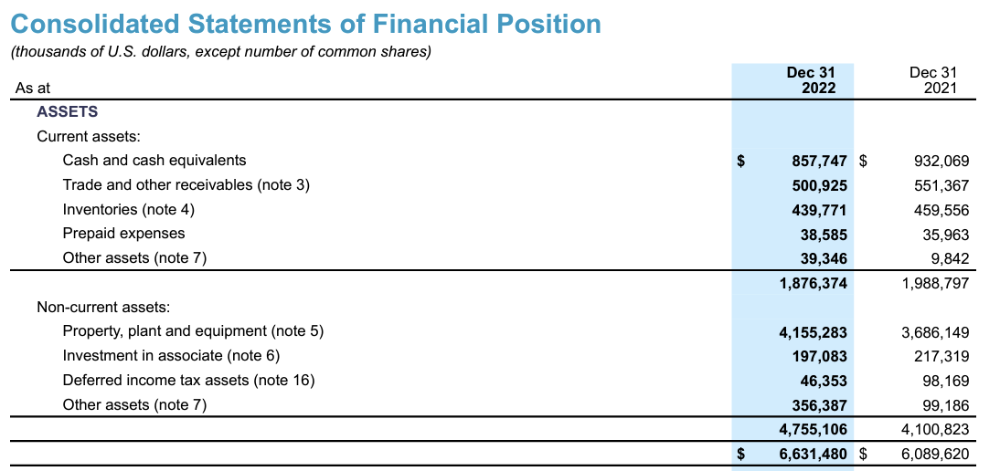 Consolidated Statements of Financial Position
(thousands of U.S. dollars, except number of common shares)
As at Dec 31 2022 Dec 31 2021
ASSETS
Current assets:
Cash and cash equivalents $ 857,747 $ 932,069
Trade and other receivables (note 3) 500,925 551,367
Inventories (note 4) 439,771 459,556
Prepaid expenses 38,585 35,963
Other assets (note 7) 39,346 9,842
1,876,374 1,988,797
Non-current assets:
Property, plant and equipment (note 5) 4,155,283 3,686,149
Investment in associate (note 6) 197,083 217,319
Deferred income tax assets (note 16) 46,353 98,169
Other assets (note 7) 356,387 99,186
4,755,106 4,100,823
$ 6,631,480 $ 6,089,620